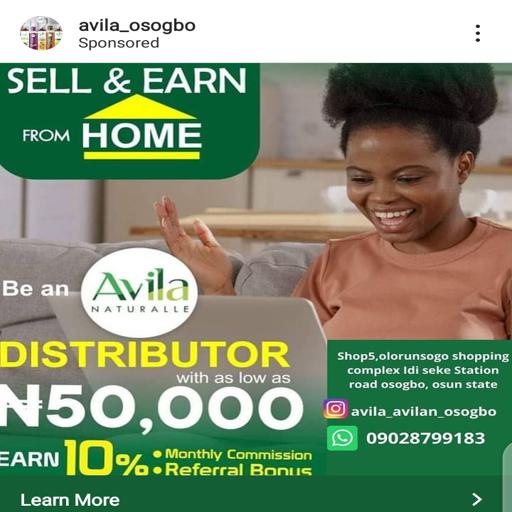 avila_osogbo
Sponsored
SELL & EARN
FROM HOME
Be an
Avila
NATURALLE
DISTRIBUTOR
with as low as
₦50,000
EARN 10% : • Monthly Commission
• Referral Bonus
Shop5,olorunsogo shopping
complex Idi seke Station
road osogbo, osun state
avila_avilan_osogbo
09028799183
Learn More